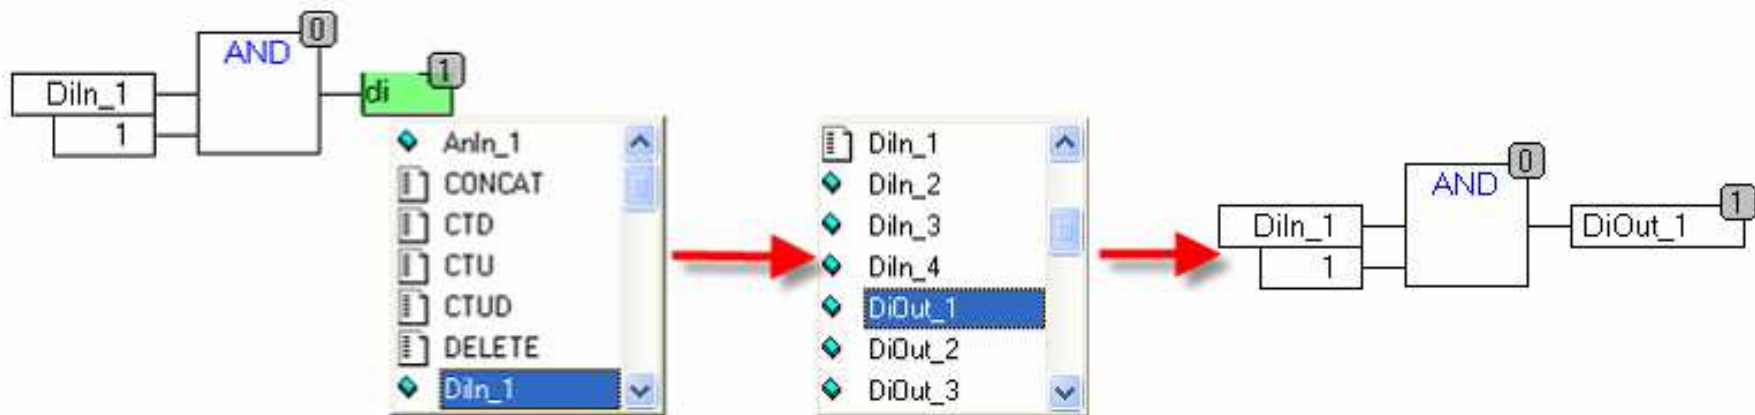 0
AND
1
DiIn_1
di
1
AnIn_1
CONCAT
CTD
CTU
CTUD
DELETE
DiIn_1
DiIn_1
DiIn_2
DiIn_3
DiIn_4
DiOut_1
DiOut_2
DiOut_3
0
AND
1
DiIn_1
DiOut_1
1